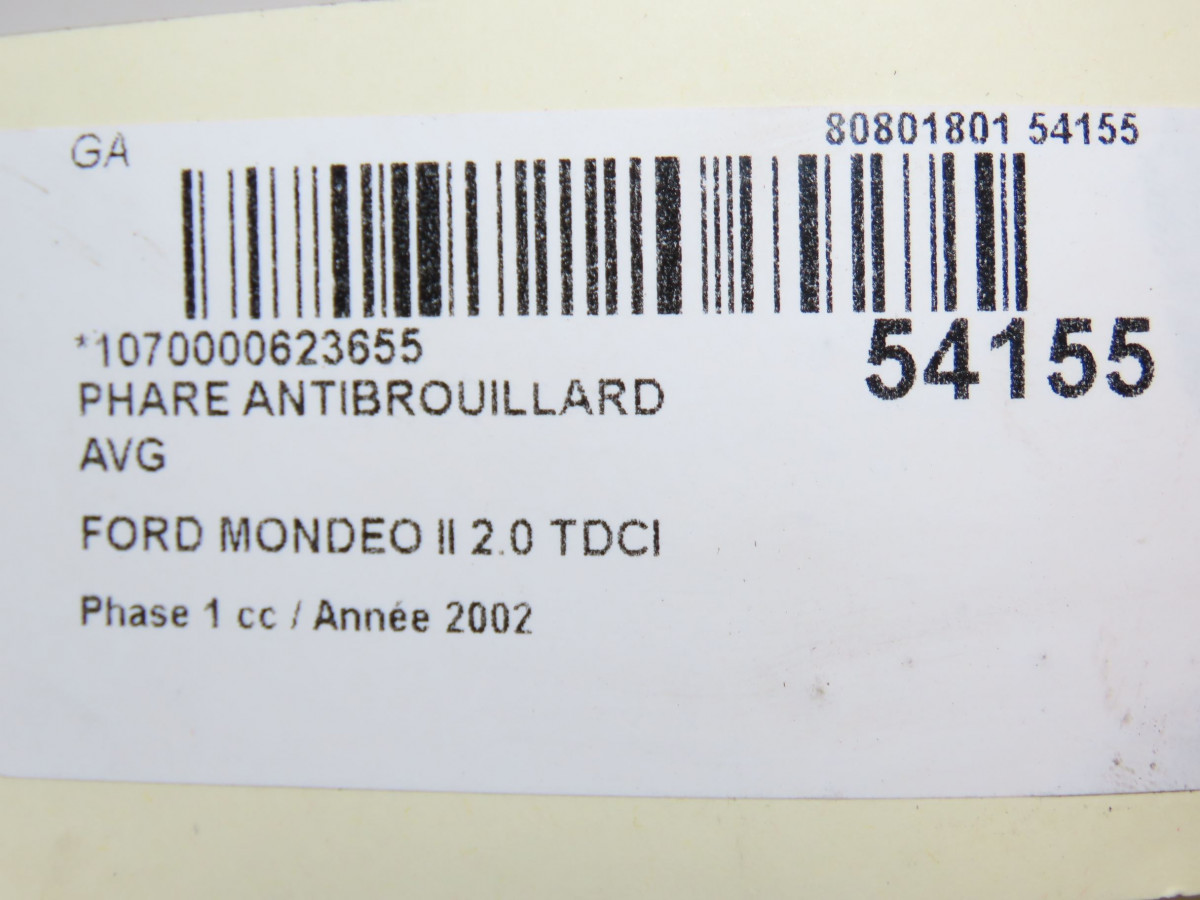 GA
80801801 54155
*1070000623655
54155
PHARE ANTIBROUILLARD
AVG
FORD MONDEO II 2.0 TDCI
Phase 1 cc / Année 2002